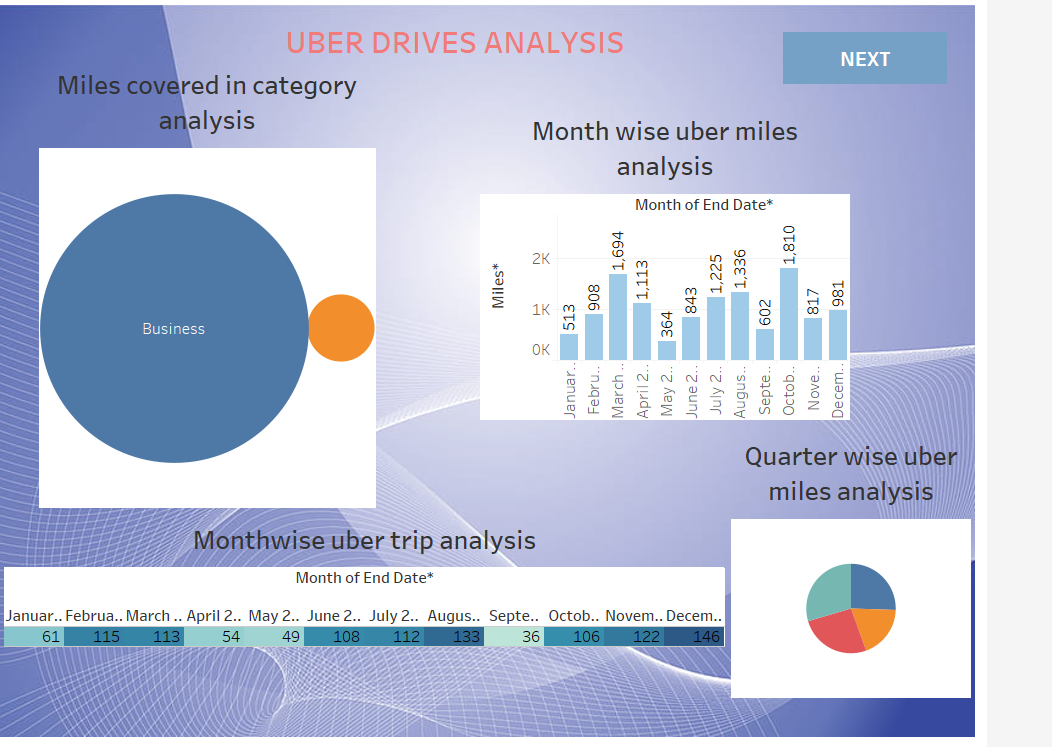 UBER DRIVES ANALYSIS
NEXT
Miles covered in category
analysis
Business
Month wise uber miles
analysis
Month of End Date*
Miles*
2K
1K
0K
513
908
1,694
1,113
364
843
1,225
1,336
602
1,810
817
981
Januar..
Febru..
March ..
April 2..
May 2..
June 2..
July 2..
Augus..
Septe..
Octob..
Nove..
Decem..
Quarter wise uber
miles analysis
Monthwise uber trip analysis
Month of End Date*
Januar.. Februa.. March .. April 2.. May 2.. June 2.. July 2.. Augus.. Septe.. Octob.. Novem.. Decem..
61 115 113 54 49 108 112 133 36 106 122 146